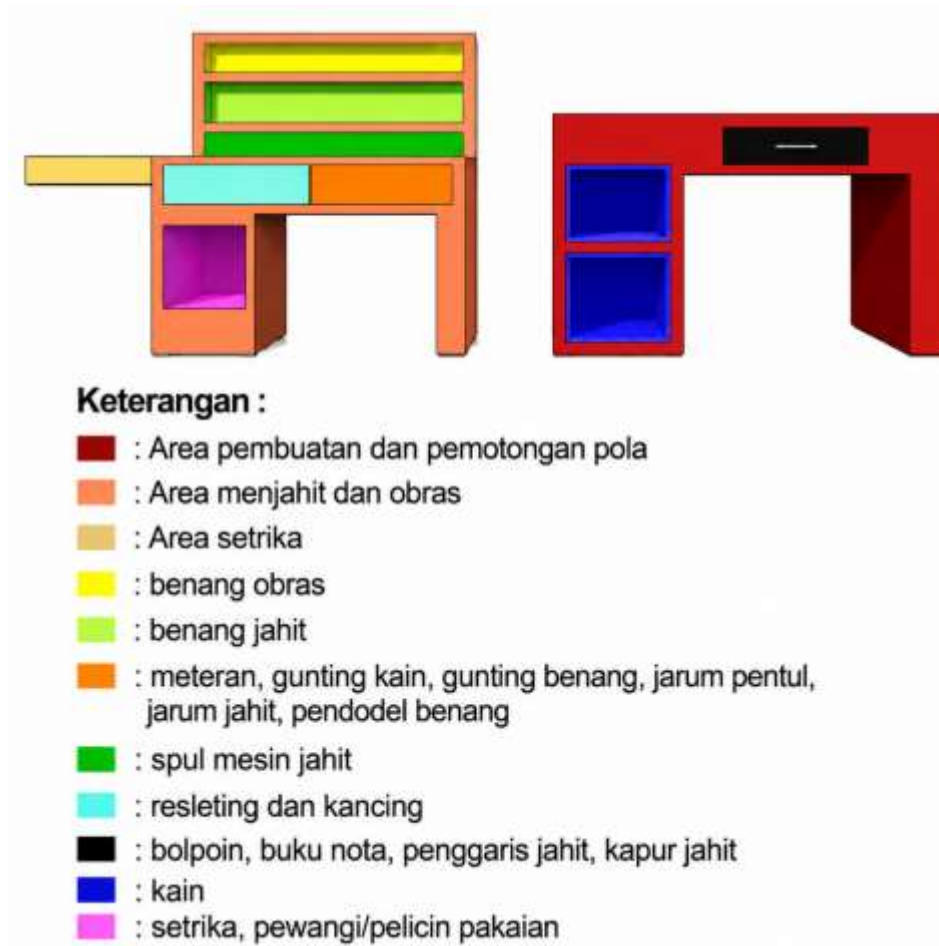 Keterangan :
: Area pembuatan dan pemotongan pola
: Area menjahit dan obras
: Area setrika
: benang obras
: benang jahit
: meteran, gunting kain, gunting benang, jarum pentul,
jarum jahit, pendodel benang
: spul mesin jahit
: resleting dan kancing
: bolpoin, buku nota, penggaris jahit, kapur jahit
: kain
: setrika, pewangi/pelicin pakaian